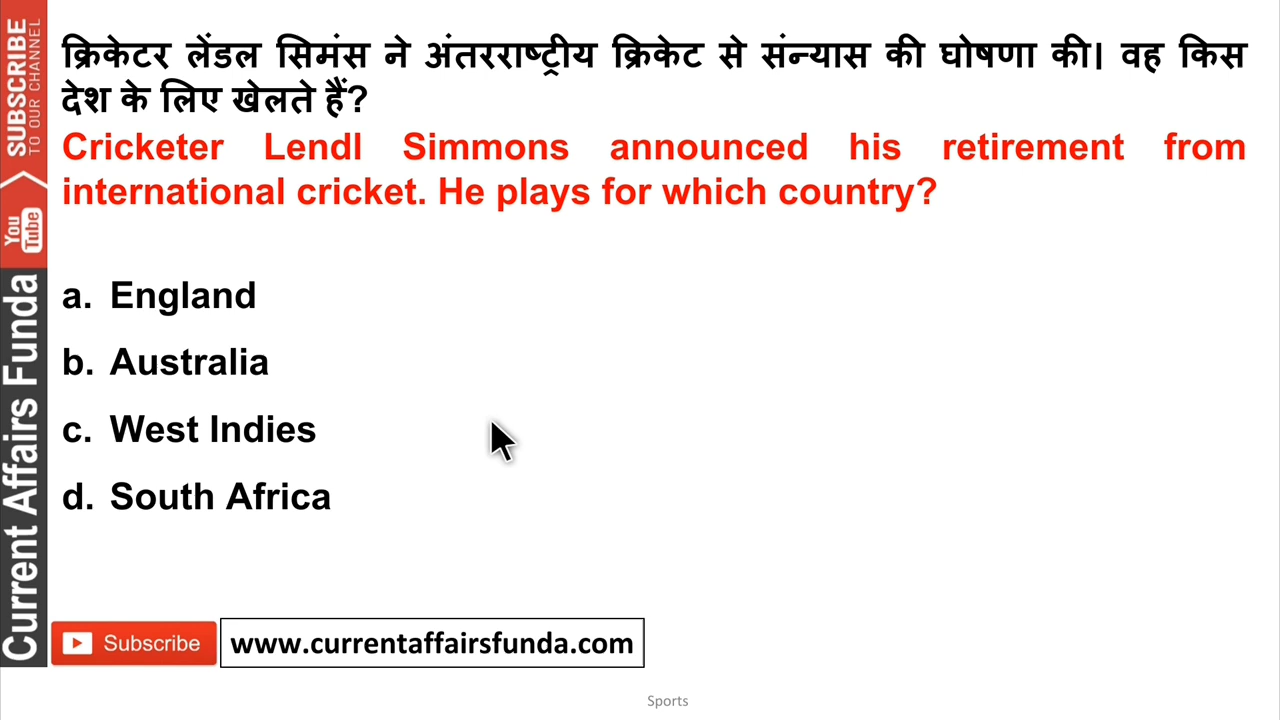 क्रिकेटर लेंडल सिमंस ने अंतरराष्ट्रीय क्रिकेट से संन्यास की घोषणा की। वह किस
देश के लिए खेलते हैं?
Cricketer Lendl Simmons announced his retirement from
international cricket. He plays for which country?
a. England
b. Australia
c. West Indies
d. South Africa
SUBSCRIBE
TO OUR CHANNEL
You
Tube
Current Affairs Funda
Subscribe
www.currentaffairsfunda.com
Sports